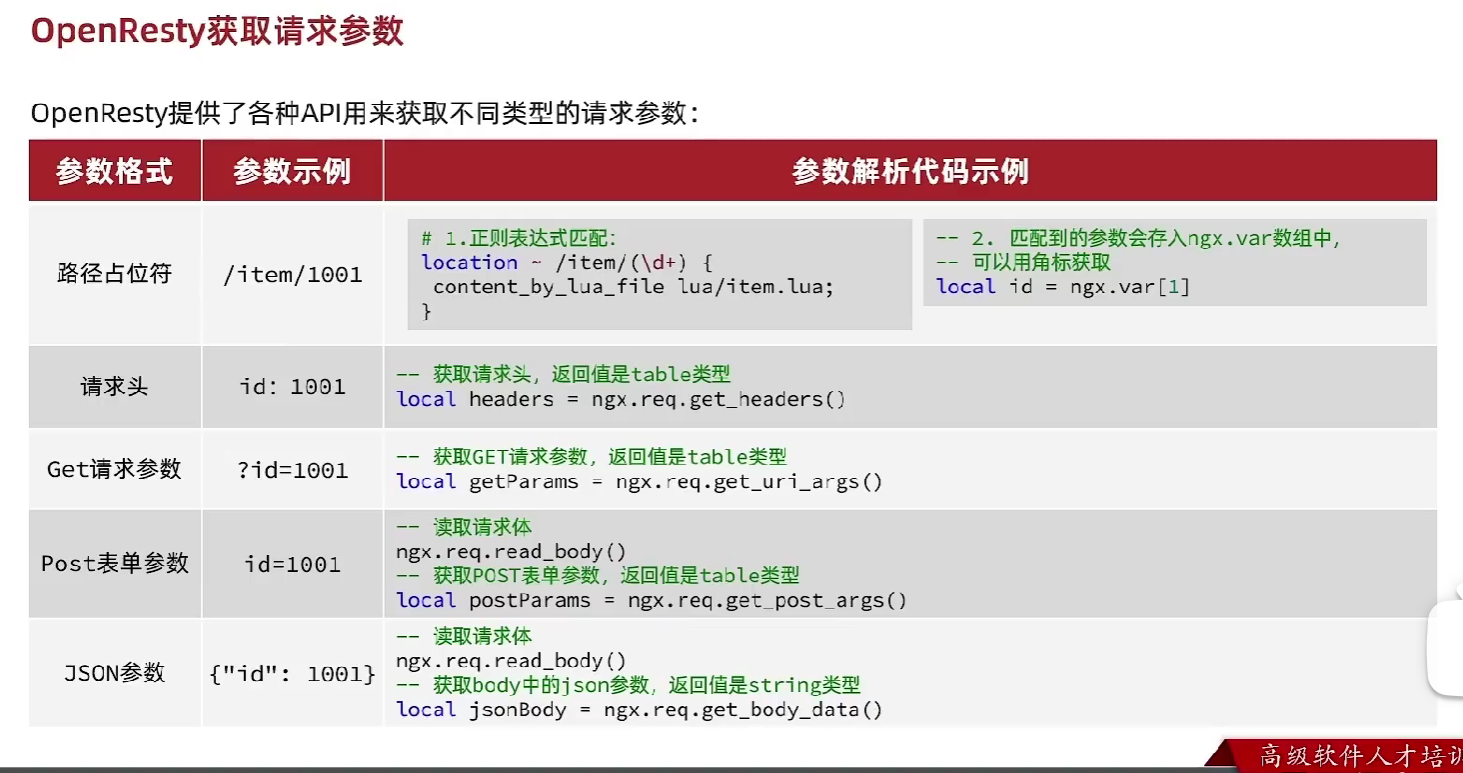 OpenResty获取请求参数
OpenResty提供了各种API用来获取不同类型的请求参数：
参数格式
参数示例
参数解析代码示例
路径占位符
/item/1001
# 1.正则表达式匹配：
location ~ /item/(\d+) {
content_by_lua_file lua/item.lua;
}
-- 2. 匹配到的参数会存入ngx.var数组中，
-- 可以用角标获取
local id = ngx.var[1]
请求头
id: 1001
-- 获取请求头，返回值是table类型
local headers = ngx.req.get_headers()
Get请求参数
?id=1001
-- 获取GET请求参数，返回值是table类型
local getParams = ngx.req.get_uri_args()
Post表单参数
id=1001
-- 读取请求体
ngx.req.read_body()
-- 获取POST表单参数，返回值是table类型
local postParams = ngx.req.get_post_args()
JSON参数
{"id": 1001}
-- 读取请求体
ngx.req.read_body()
-- 获取body中的json参数，返回值是string类型
local jsonBody = ngx.req.get_body_data()
高级软件人才培训